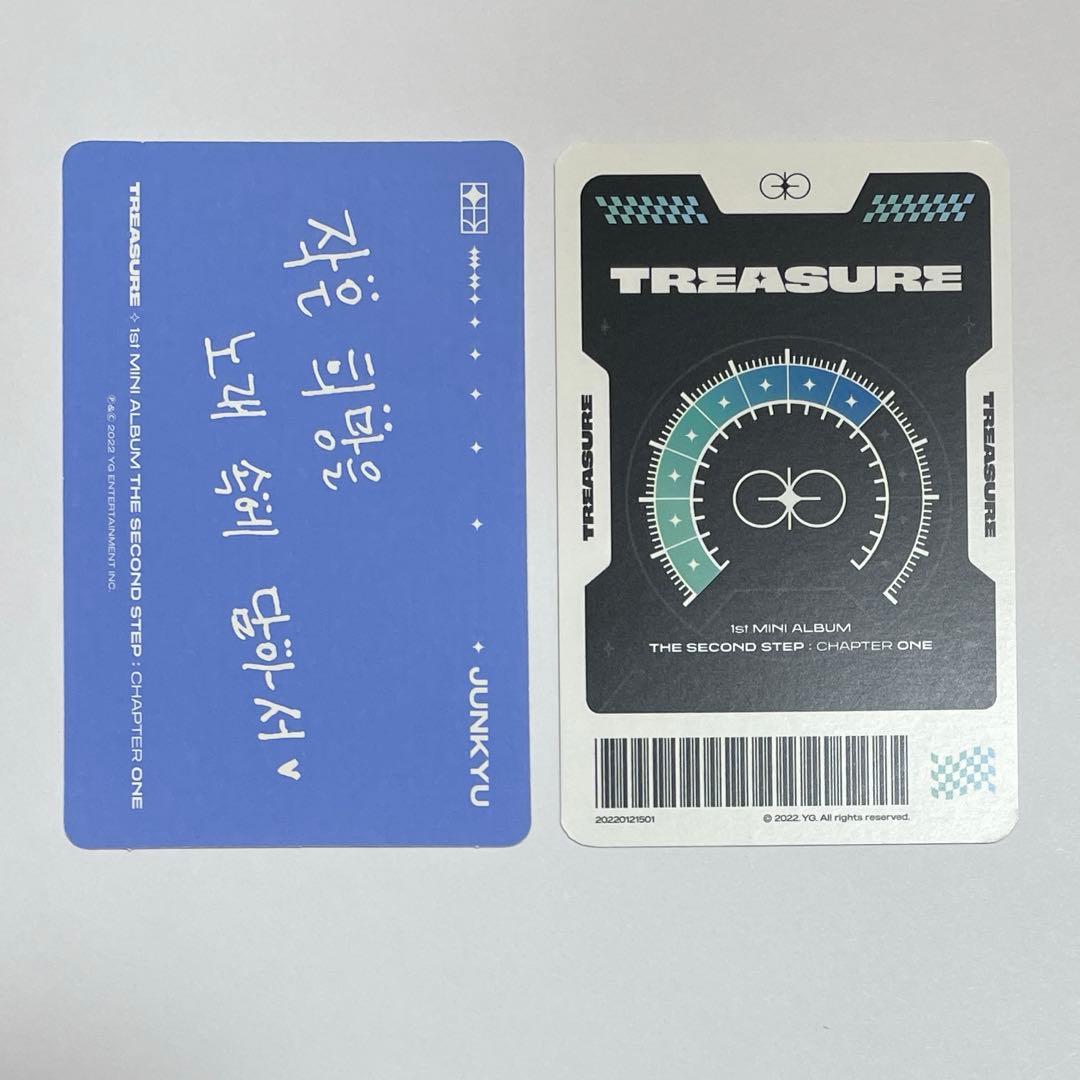 작은 희망을
노래 속에 담아서♥
JUNKYU
TREASURE ✧ 1st MINI ALBUM THE SECOND STEP : CHAPTER ONE
℗ & © 2022 YG ENTERTAINMENT INC.
TREASURE
TREASURE
TREASURE
1st MINI ALBUM
THE SECOND STEP : CHAPTER ONE
20220121501
© 2022. YG. All rights reserved.